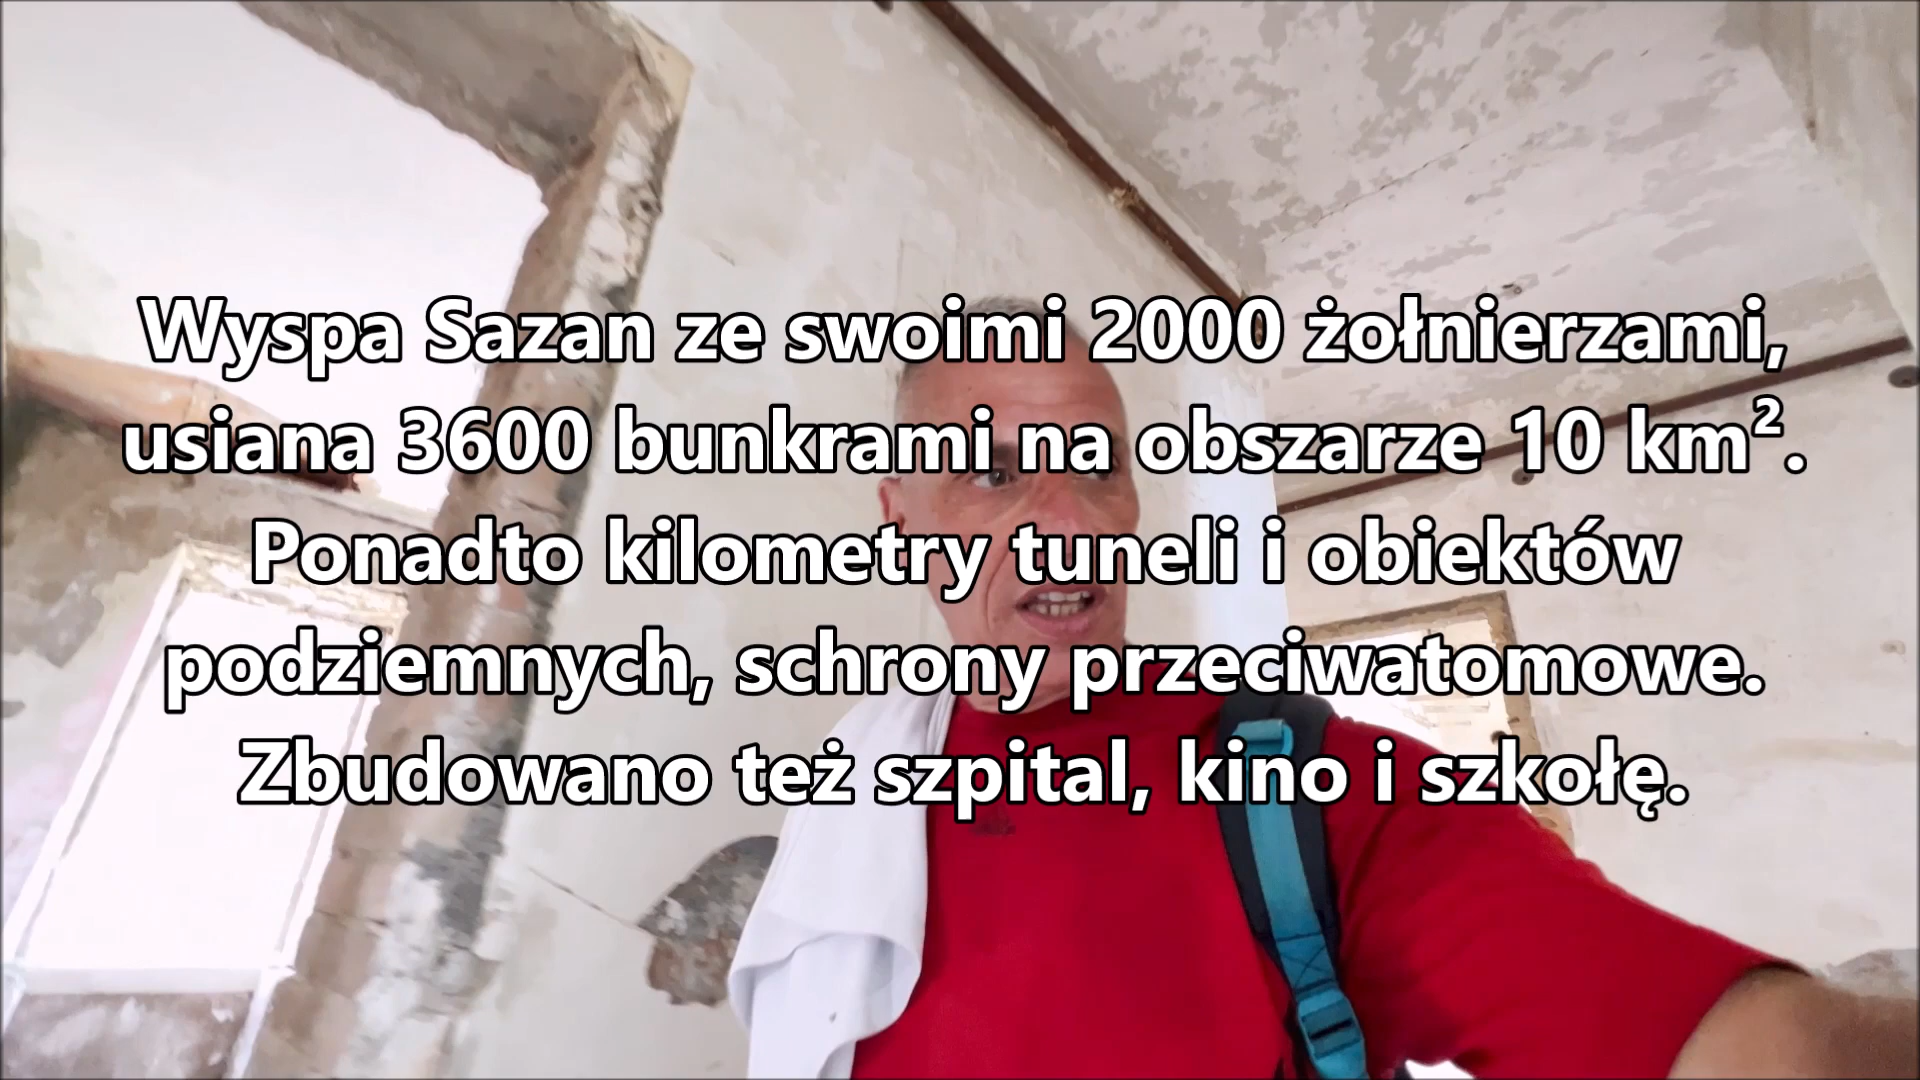 Wyspa Sazan ze swoimi 2000 żołnierzami,
usiana 3600 bunkrami na obszarze 10 km².
Ponadto kilometry tuneli i obiektów
podziemnych, schrony przeciwatomowe.
Zbudowano też szpital, kino i szkołę.